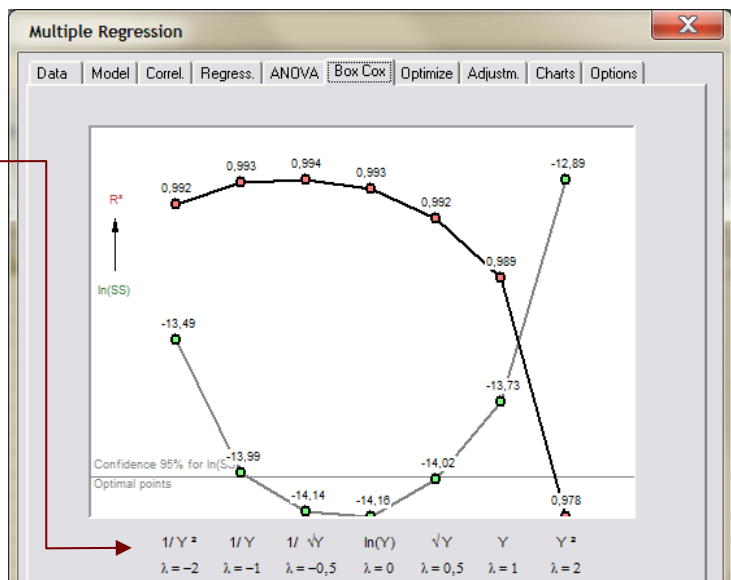 Multiple Regression
X
Data Model Correl. Regress. ANOVA Box Cox Optimize Adjustm. Charts Options
-12,89
0,992 0,993 0,994 0,993
R²
0,992
0,989
ln(SS)
-13,49
-13,73
Confidence 95% for ln(S
-13,99
-14,02
Optimal points
-14,14 -14,16
0,978
1/ Y ² 1/ Y 1/ √Y ln(Y) √Y Y Y ²
λ = −2 λ = −1 λ = −0,5 λ = 0 λ = 0,5 λ = 1 λ = 2